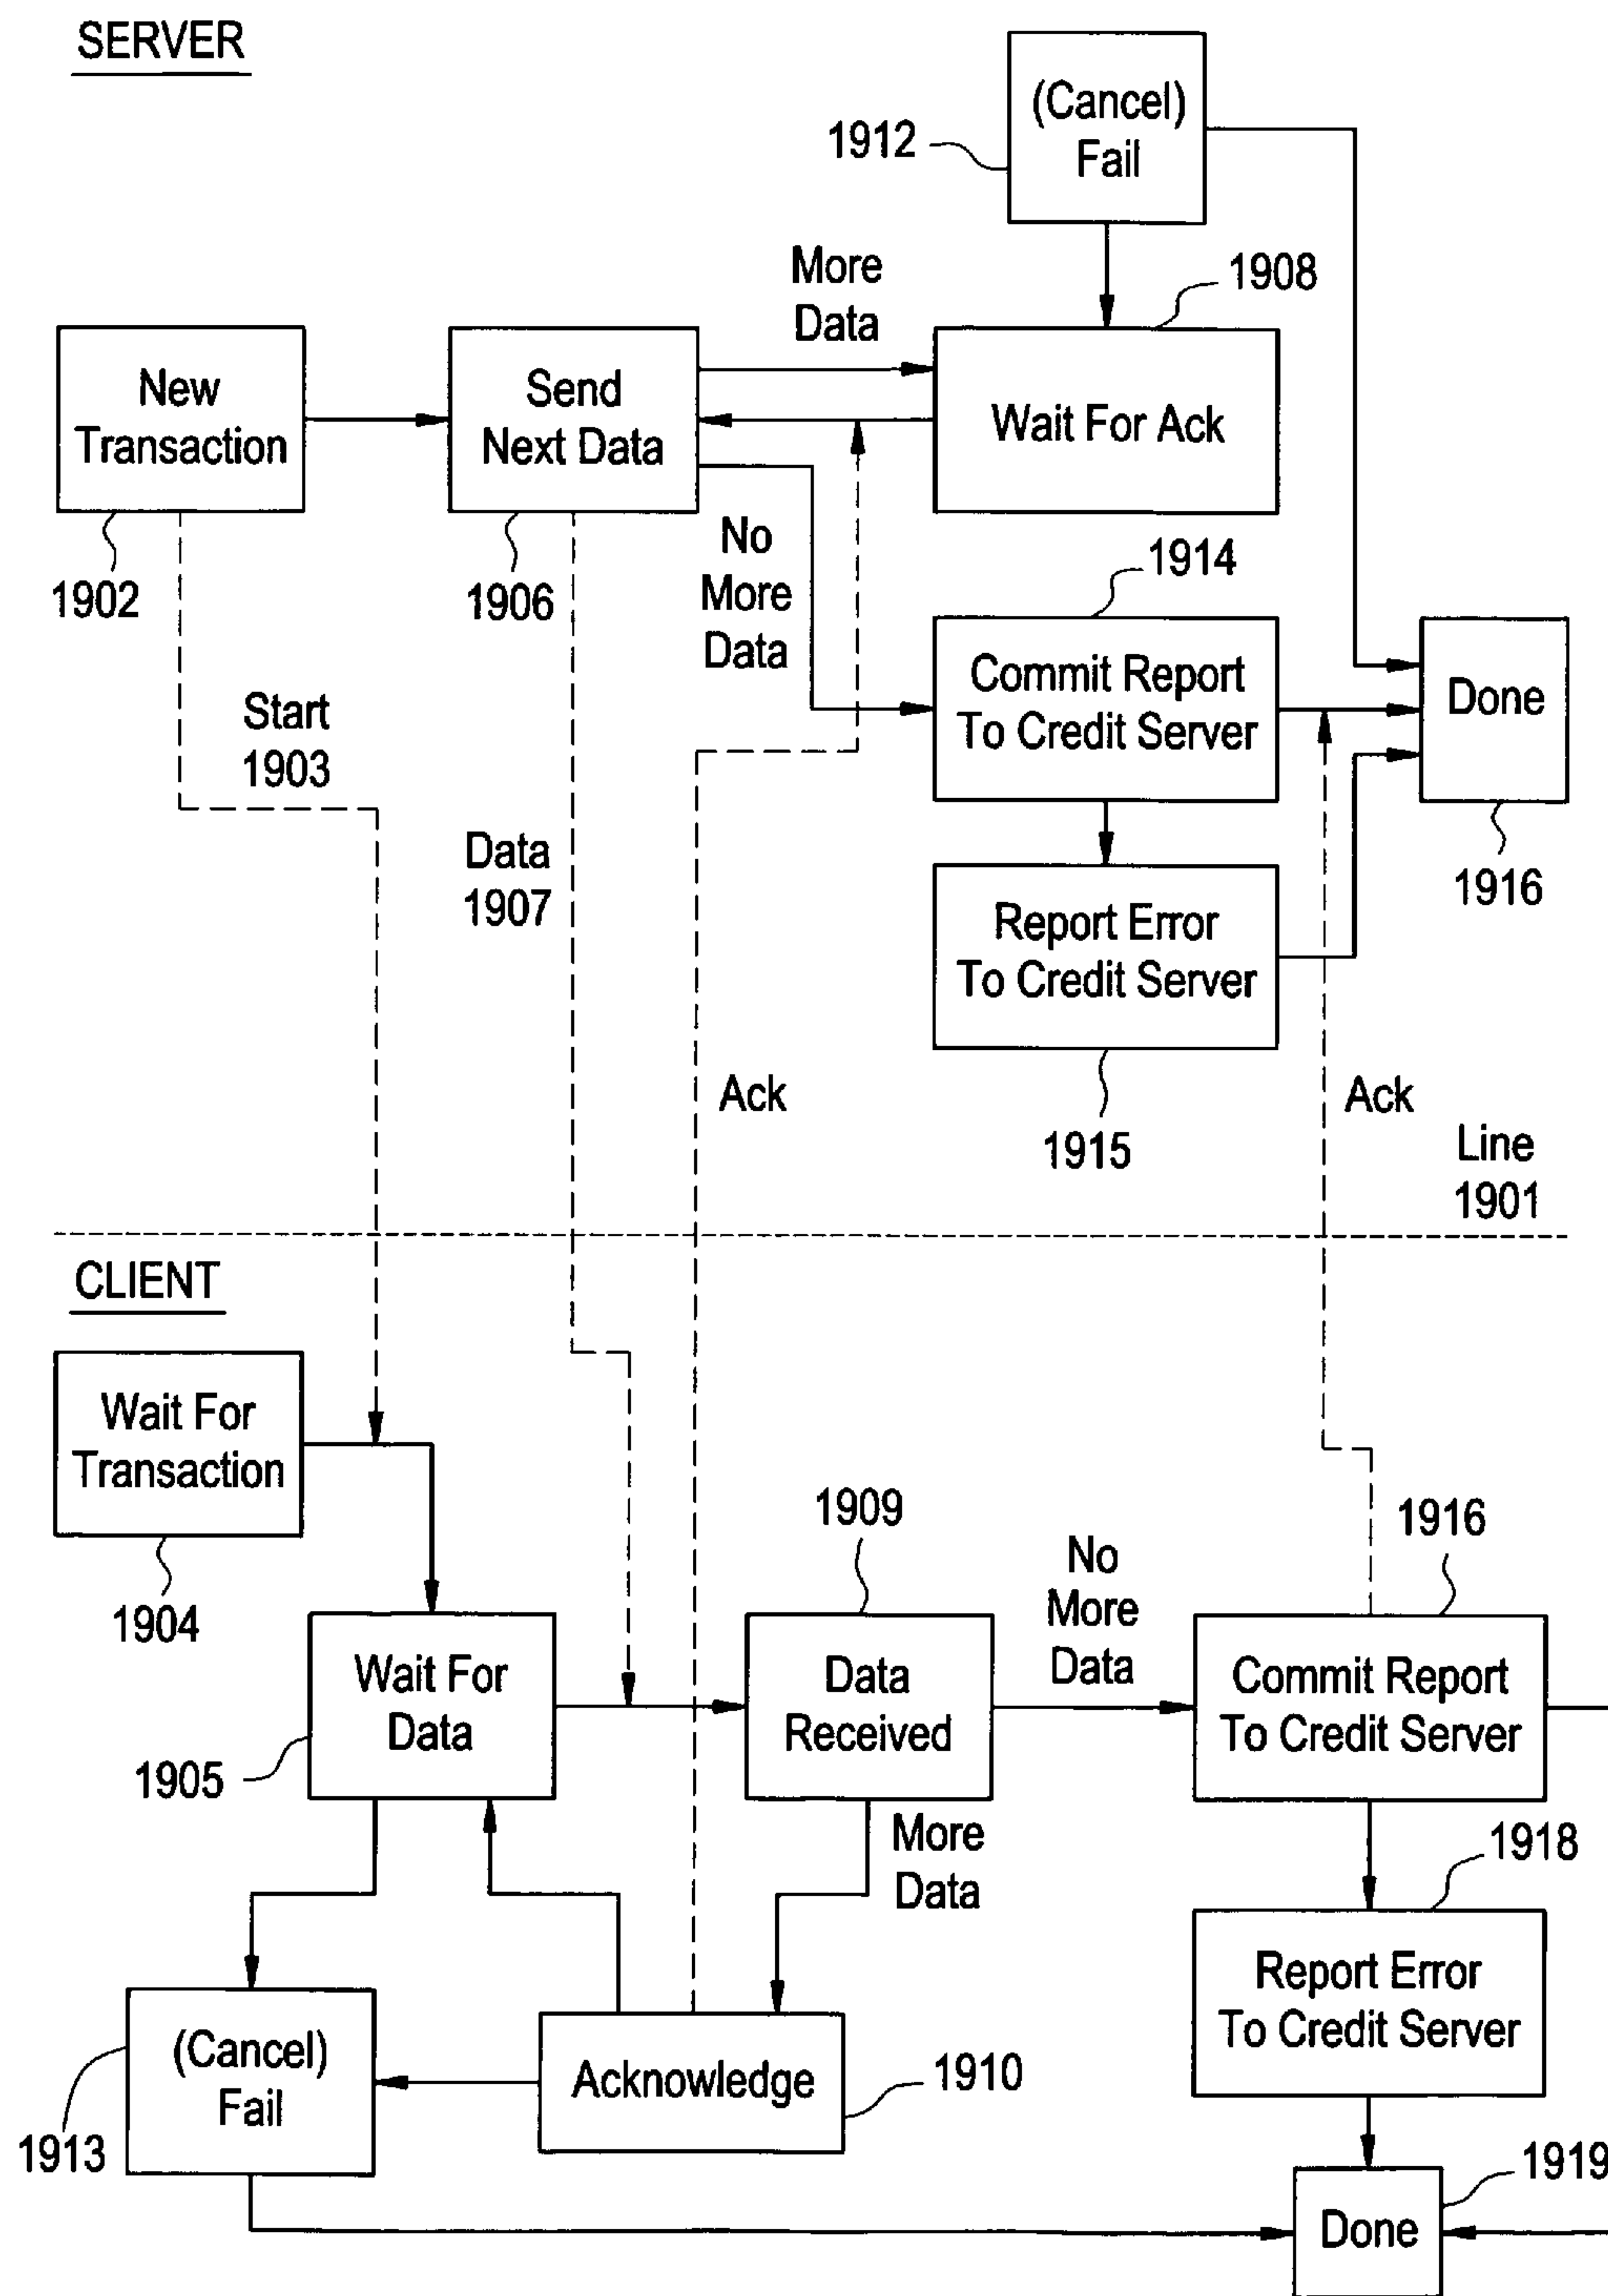 SERVER
(Cancel)
Fail
1912
1908
More
Data
New
Transaction
1902
Send
Next Data
1906
Wait For Ack
No
More
Data
1914
Commit Report
To Credit Server
Done
1916
Start
1903
Data
1907
Report Error
To Credit Server
1915
Ack
Ack
Line
1901
CLIENT
Wait For
Transaction
1904
Wait For
Data
1905
1909
Data
Received
No
More
Data
1916
Commit Report
To Credit Server
More
Data
1918
Report Error
To Credit Server
(Cancel)
Fail
1913
Acknowledge
1910
1919
Done